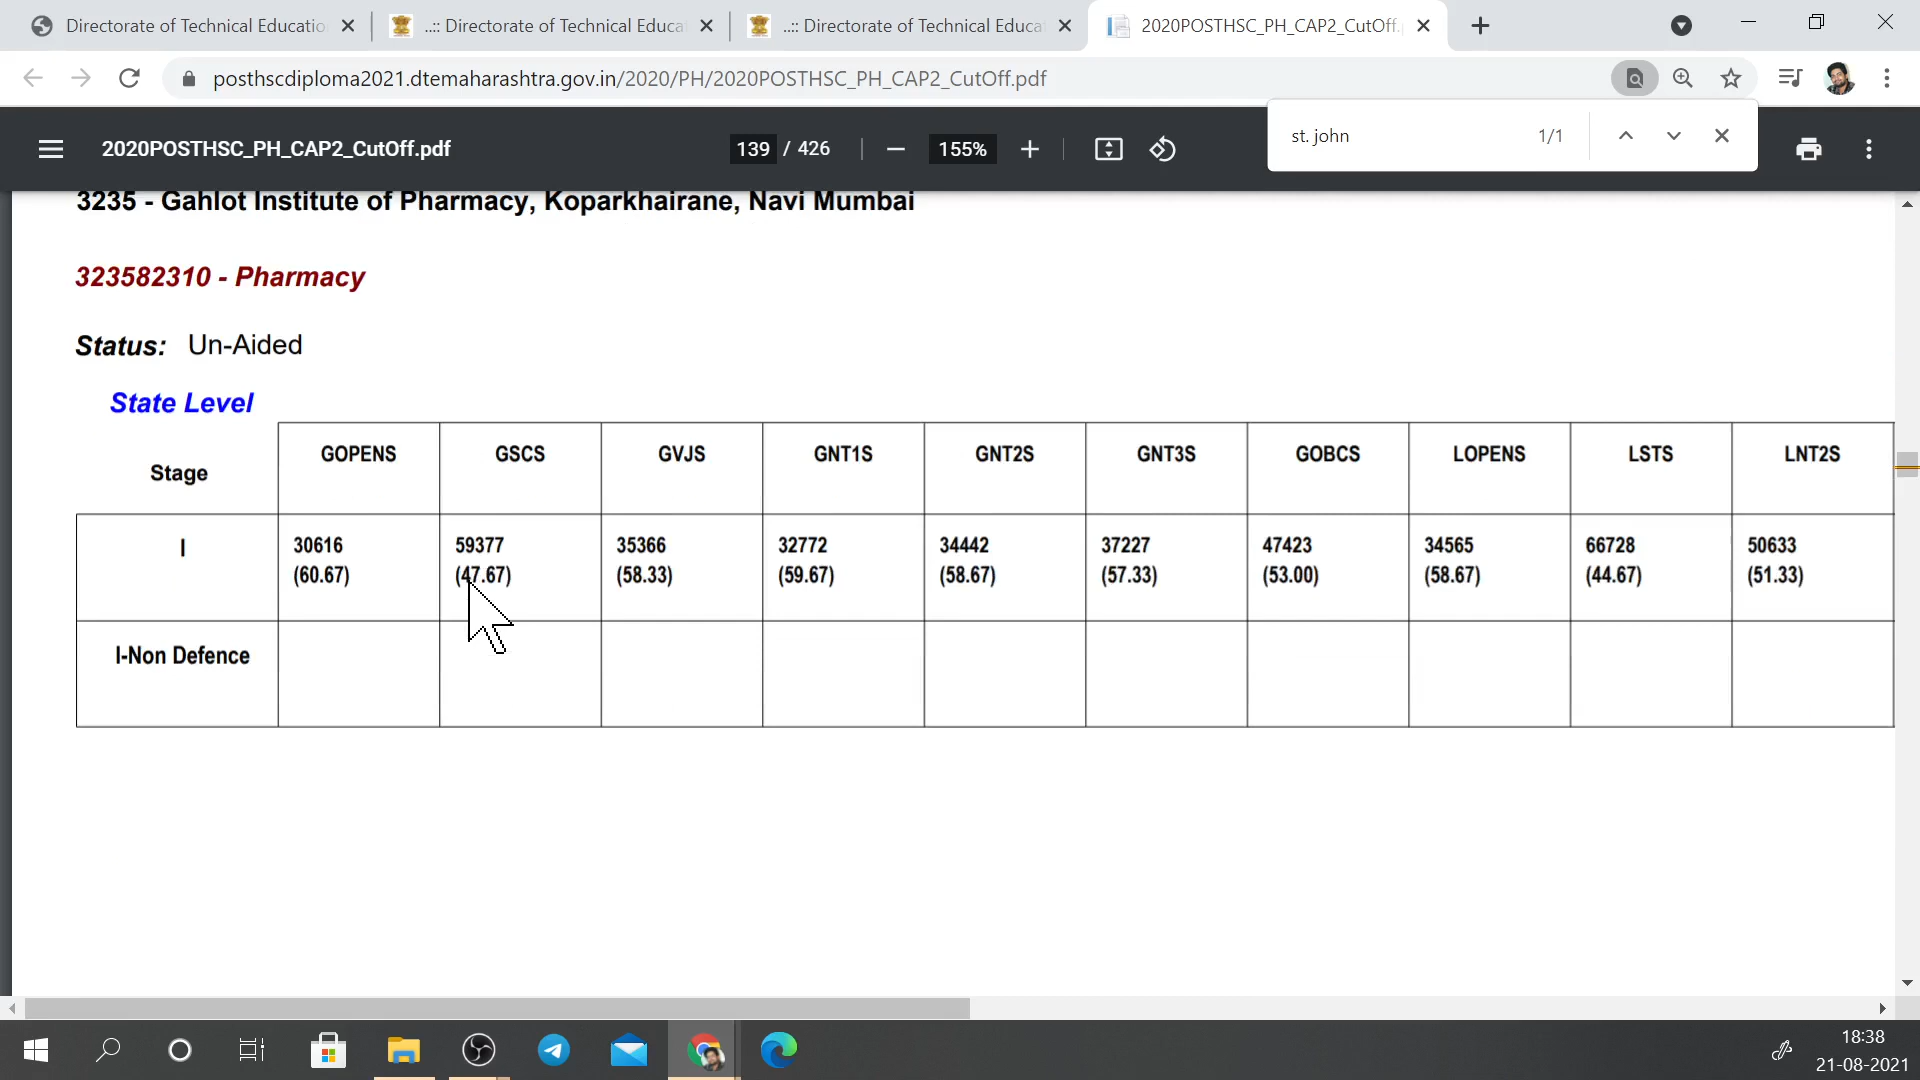 Directorate of Technical Educatio
..:: Directorate of Technical Educa
..:: Directorate of Technical Educa
2020POSTHSC_PH_CAP2_CutOff.
posthscdiploma2021.dtemaharashtra.gov.in/2020/PH/2020POSTHSC_PH_CAP2_CutOff.pdf
2020POSTHSC_PH_CAP2_CutOff.pdf
139 / 426
155%
st. john
1/1
3235 - Gahlot Institute of Pharmacy, Koparkhairane, Navi Mumbai
323582310 - Pharmacy
Status: Un-Aided
State Level
Stage GOPENS GSCS GVJS GNT1S GNT2S GNT3S GOBCS LOPENS LSTS LNT2S
I 30616 59377 35366 32772 34442 37227 47423 34565 66728 50633
(60.67) (47.67) (58.33) (59.67) (58.67) (57.33) (53.00) (58.67) (44.67) (51.33)
I-Non Defence
18:38
21-08-2021